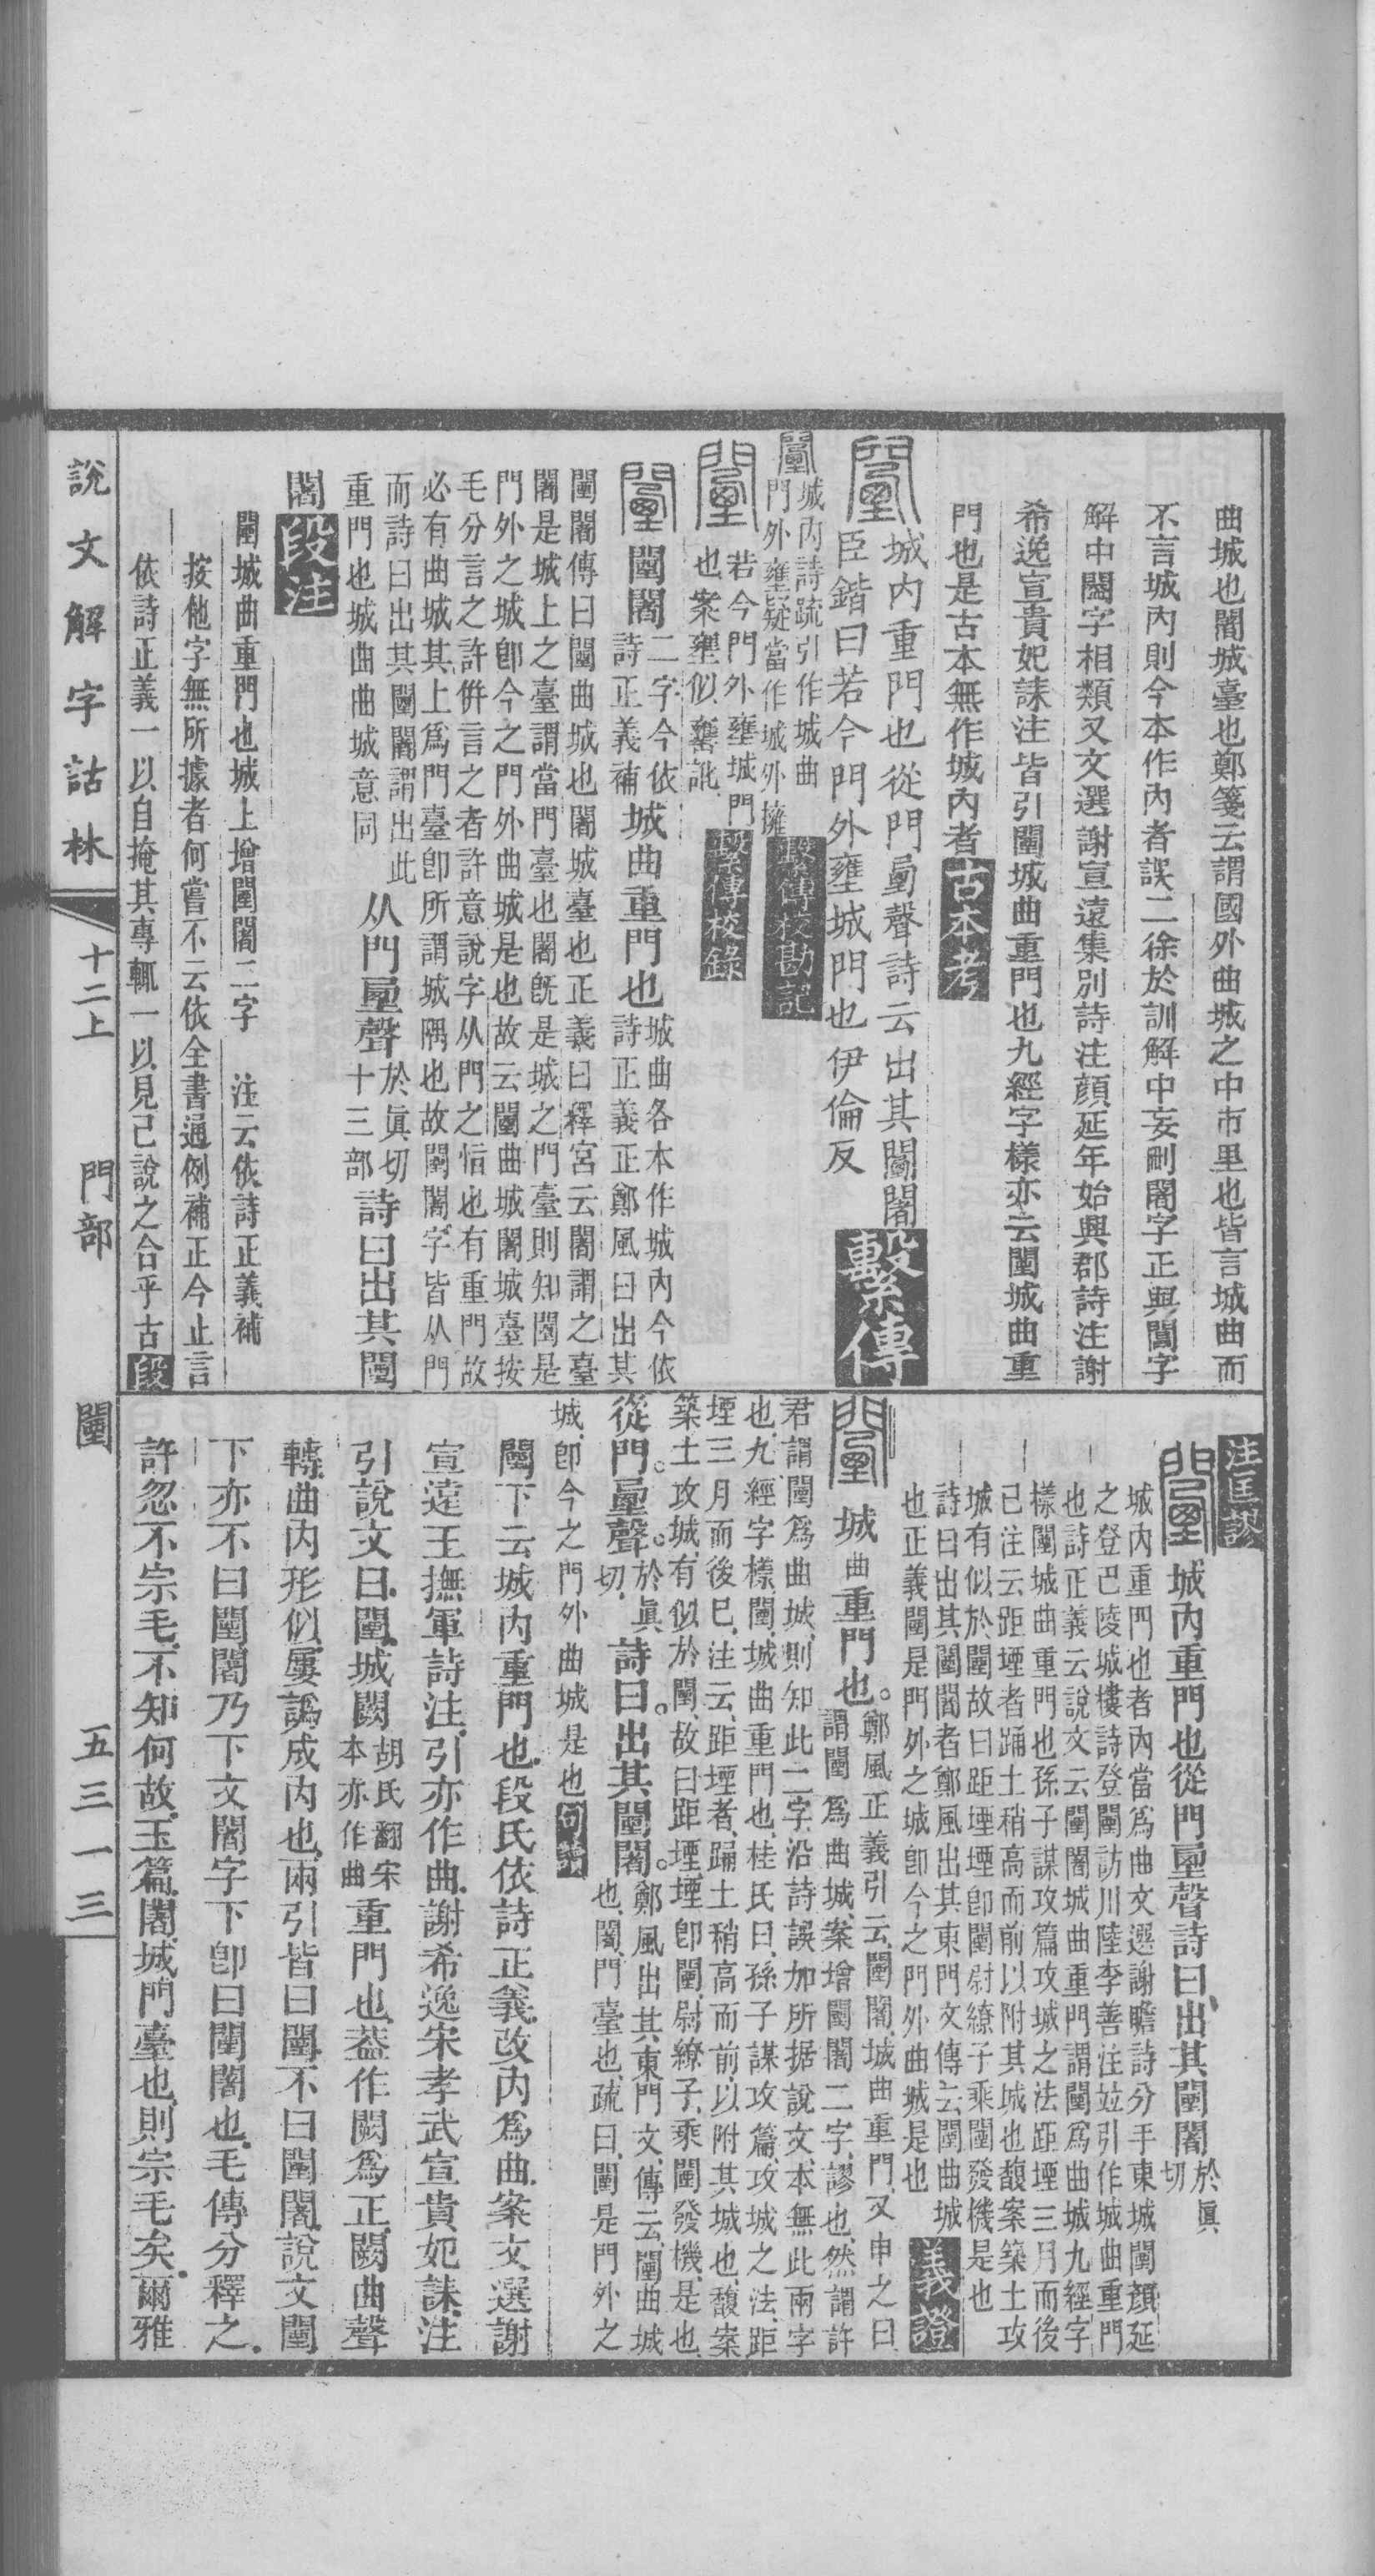 曲城也闍城臺也鄭箋云謂國外曲城之中市里也皆言城曲而
不言城內則今本作內者誤二徐於訓解中妄刪闍字正與闉字
解中闕字相類又文選謝宣遠集別詩注顏延年始興郡詩注謝
希逸宣貴妃誄注皆引闉城曲重門也九經字樣亦云闉城曲重
門也是古本無作城內者古本考
城內重門也從門垔聲詩云出其闉闍
臣鍇曰若今門外壅城門也伊倫反
繫傳
闉城內詩疏引作城曲
門外壅疑當作城外擁
繫傳校勘記
若今門外壅城門
也案壅似罋訛
繫傳校錄
闉闍二字今依
詩正義補
城曲重門也
城曲各本作城內今依
詩正義正鄭風曰出其
闉闍傳曰闉曲城也闍城臺也正義曰釋宮云闍謂之臺
闍是城上之臺謂當門臺也闍旣是城之門臺則知闉是
門外之城卽今之門外曲城是也故云闉曲城闍城臺按
毛分言之許倂言之者許意說字从門之恉也有重門故
必有曲城其上爲門臺卽所謂城隅也故闉闍字皆从門
而詩曰出其闉闍謂出此
重門也城曲曲城意同
从門垔聲
於眞切
十三部
詩曰出其闉
闍段注
闉城曲重門也城上增闉闍二字 注云依詩正義補
按他字無所據者何嘗不云依全書通例補正今止言
依詩正義一以自掩其專輒一以見己說之合乎古段
注匡謬
城內重門也從門垔聲詩曰出其闉闍
於眞
切
城內重門也者內當爲曲文選謝瞻詩分手東城闉顏延
之登巴陵城樓詩登闉訪川陸李善注竝引作城曲重門
也詩正義云說文云闉闍城曲重門謂闉爲曲城九經字
樣闉城曲重門也孫子謀攻篇攻城之法距堙三月而後
已注云距堙者踊土稍高而前以附其城也馥案築土攻
城有似於闉故曰距堙堙卽闉尉繚子乘闉發機是也
詩曰出其闉闍者鄭風出其東門文傳云闉曲城
也正義闉是門外之城卽今之門外曲城是也
義證
城曲重門也。
鄭風正義引云闉闍城曲重門又申之曰
謂闉爲曲城案增闉闍二字謬也然謂許
君謂闉爲曲城則知此二字沿詩誤加所据說文本無此兩字
也九經字樣闉城曲重門也桂氏曰孫子謀攻篇攻城之法距
堙三月而後已注云距堙者踊土稍高而前以附其城也馥案
築土攻城有似於闉故曰距堙堙卽闉尉繚子乘闉發機是也
從門。垔聲。
於眞
切
詩曰。出其闉闍。
鄭風出其東門文傳云闉曲城
也闍門臺也疏曰闉是門外之
城卽今之門外曲城是也句讀
闉下云城內重門也段氏依詩正義改內爲曲案文選謝
宣遠王撫軍詩注引亦作曲謝希逸宋孝武宣貴妃誄注
引說文曰闉城闕
胡氏翻宋
本亦作曲
重門也葢作闕爲正闕曲聲
轉曲內形似屢譌成內也兩引皆曰闉不曰闉闍說文闉
下亦不曰闉闍乃下文闍字下卽曰闉闍也毛傳分釋之
許忽不宗毛不知何故玉篇闍城門臺也則宗毛矣爾雅
說文解字詁林 十二上 門部 闉 五三一三